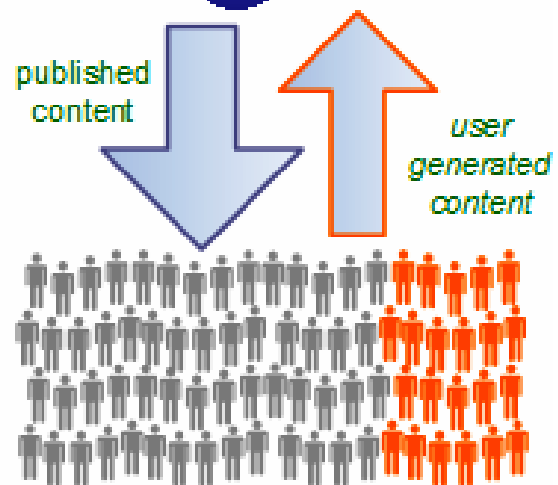 published
content
user
generated
content